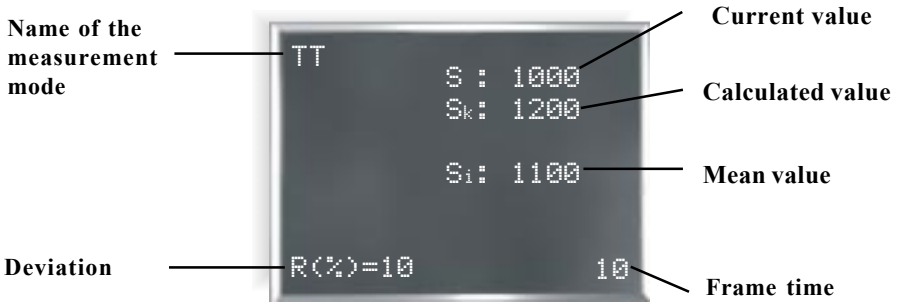 Name of the
measurement
mode
Current value
TT
S : 1000
Sk: 1200
Calculated value
Si: 1100
Mean value
Deviation
R(%)=10
10
Frame time